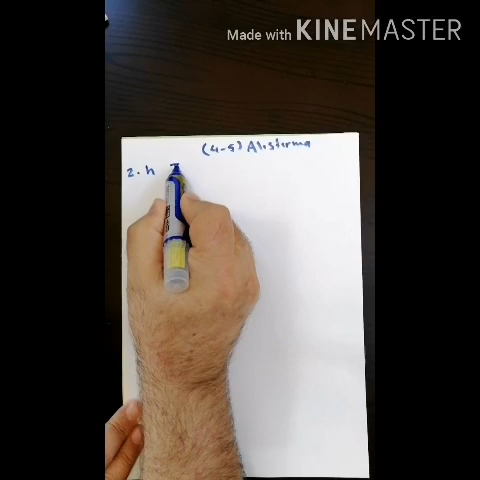 Made with KINEMASTER
(4-5) Alıştırma
2. h =